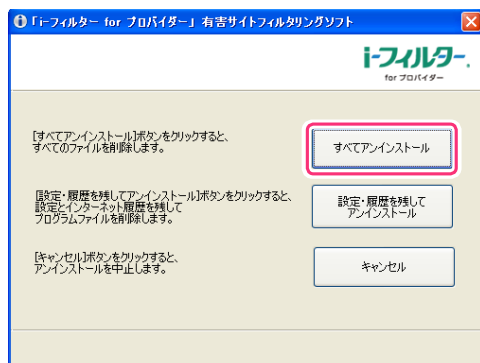 「i-フィルター for プロバイダー」 有害サイトフィルタリングソフト
i-フィルター.
for プロバイダー
[すべてアンインストール]ボタンをクリックすると、
すべてのファイルを削除します。
すべてアンインストール
[設定・履歴を残してアンインストール]ボタンをクリックすると、
設定とインターネット履歴を残して
プログラムファイルを削除します。
設定・履歴を残して
アンインストール
[キャンセル]ボタンをクリックすると、
アンインストールを中止します。
キャンセル